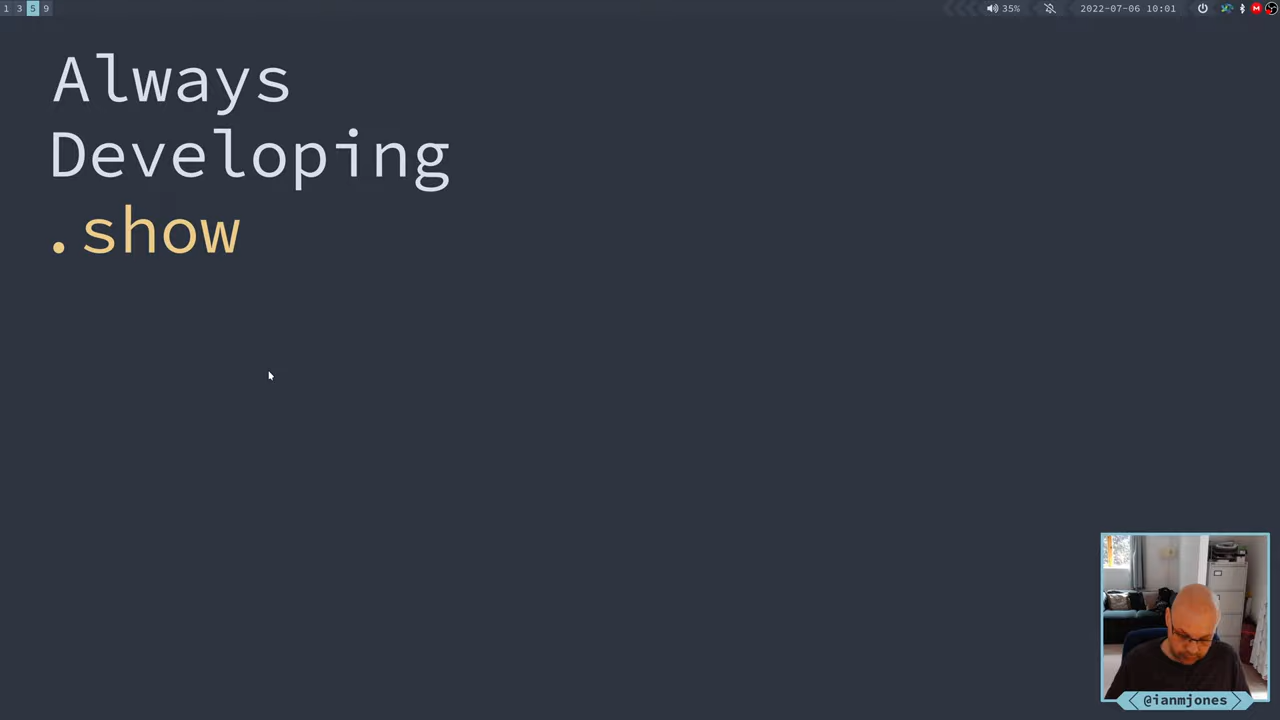 1 3 5 9
35%
2022-07-06 10:01
Always
Developing
.show
@ianmjones